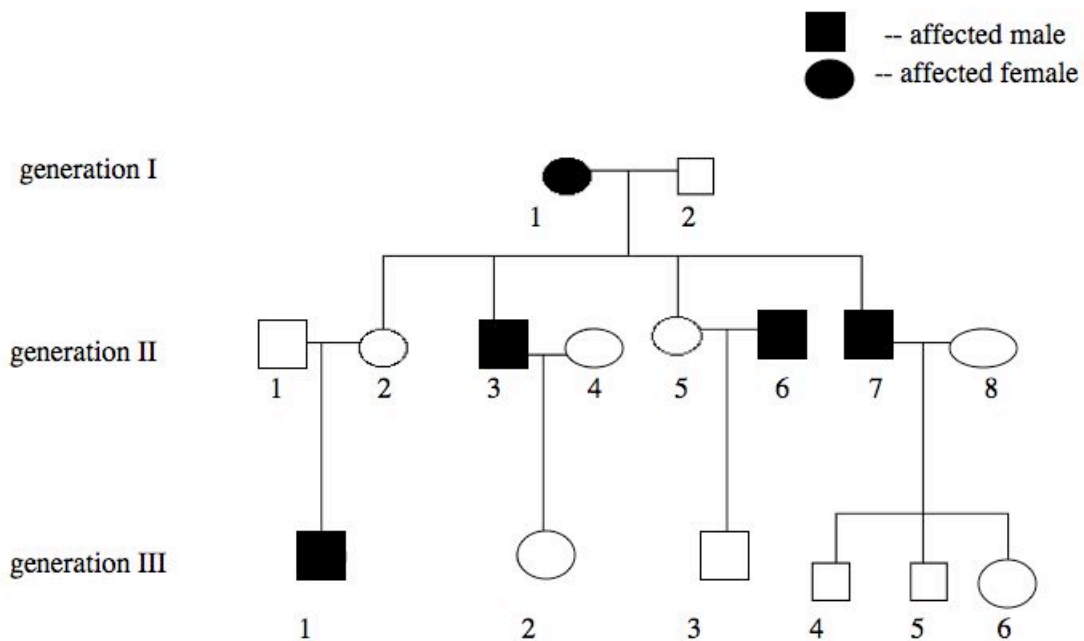 -- affected male
-- affected female
generation I
1 2
generation II
1 2 3 4 5 6 7 8
generation III
1 2 3 4 5 6